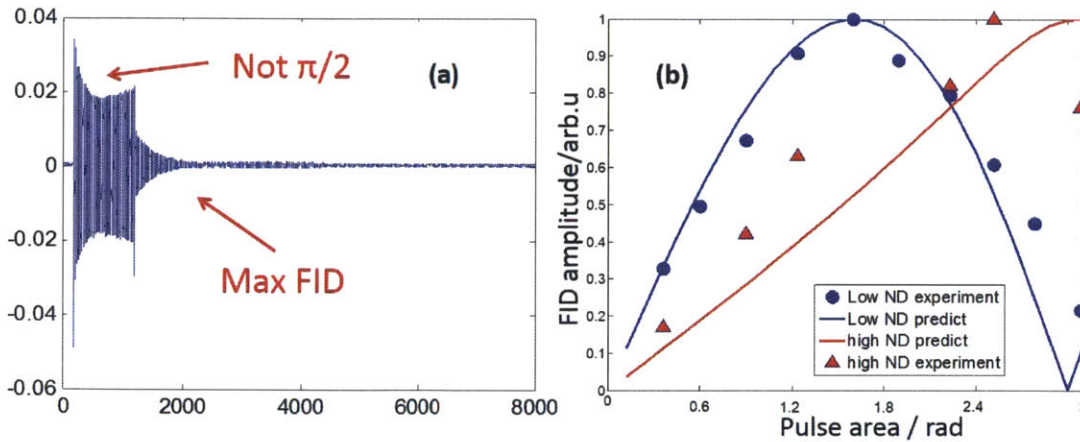 0.04
0.02
0
-0.02
-0.04
-0.06
0
2000
4000
6000
8000
Not π/2
(a)
Max FID
FID amplitude/arb.u
1
0.9
0.8
0.7
0.6
0.5
0.4
0.3
0.2
0.1
0
0
0.6
1.2
1.8
2.4
(b)
Low ND experiment
Low ND predict
high ND predict
high ND experiment
Pulse area / rad